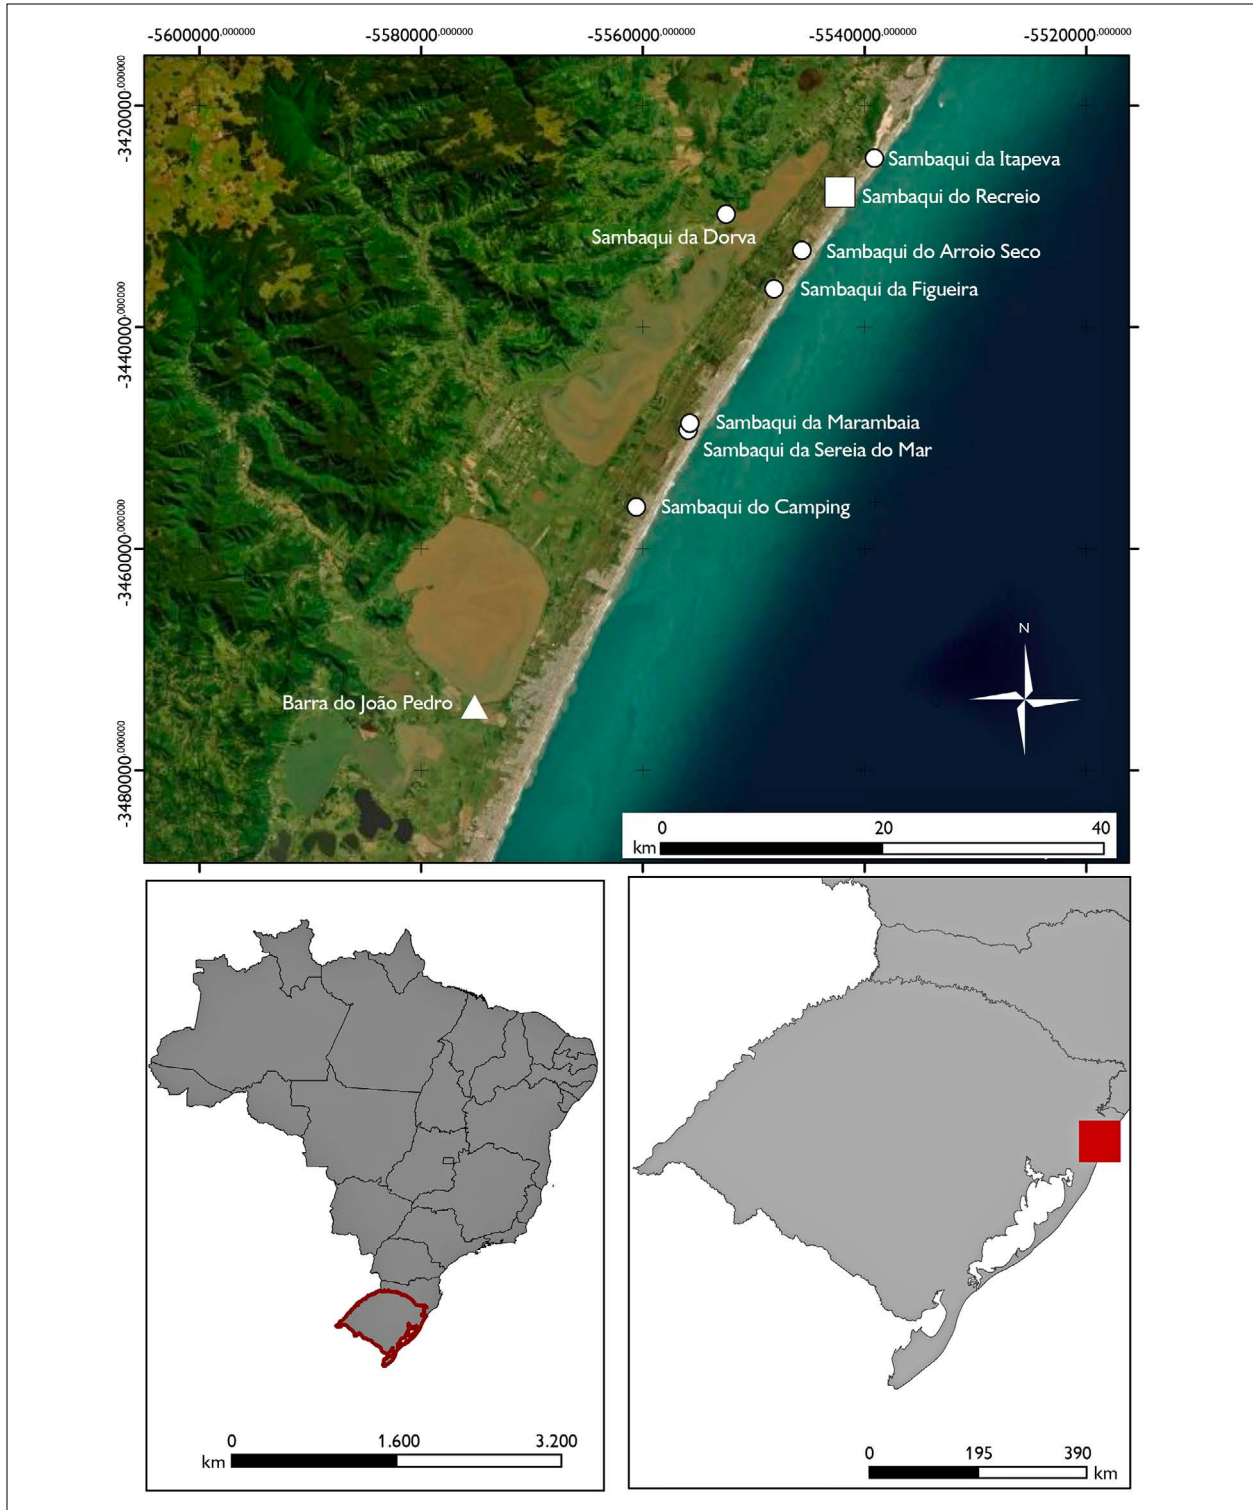 -5600000,000000 -5580000,000000 -5560000,000000 -5540000,000000 -5520000,000000
-3420000,000000
-3440000,000000
-3460000,000000
-3480000,000000
Sambaqui da Itapeva
Sambaqui do Recreio
Sambaqui da Dorva
Sambaqui do Arroio Seco
Sambaqui da Figueira
Sambaqui da Marambaia
Sambaqui da Sereia do Mar
Sambaqui do Camping
N
Barra do João Pedro
0 20 40
km
0 1.600 3.200
km
0 195 390
km